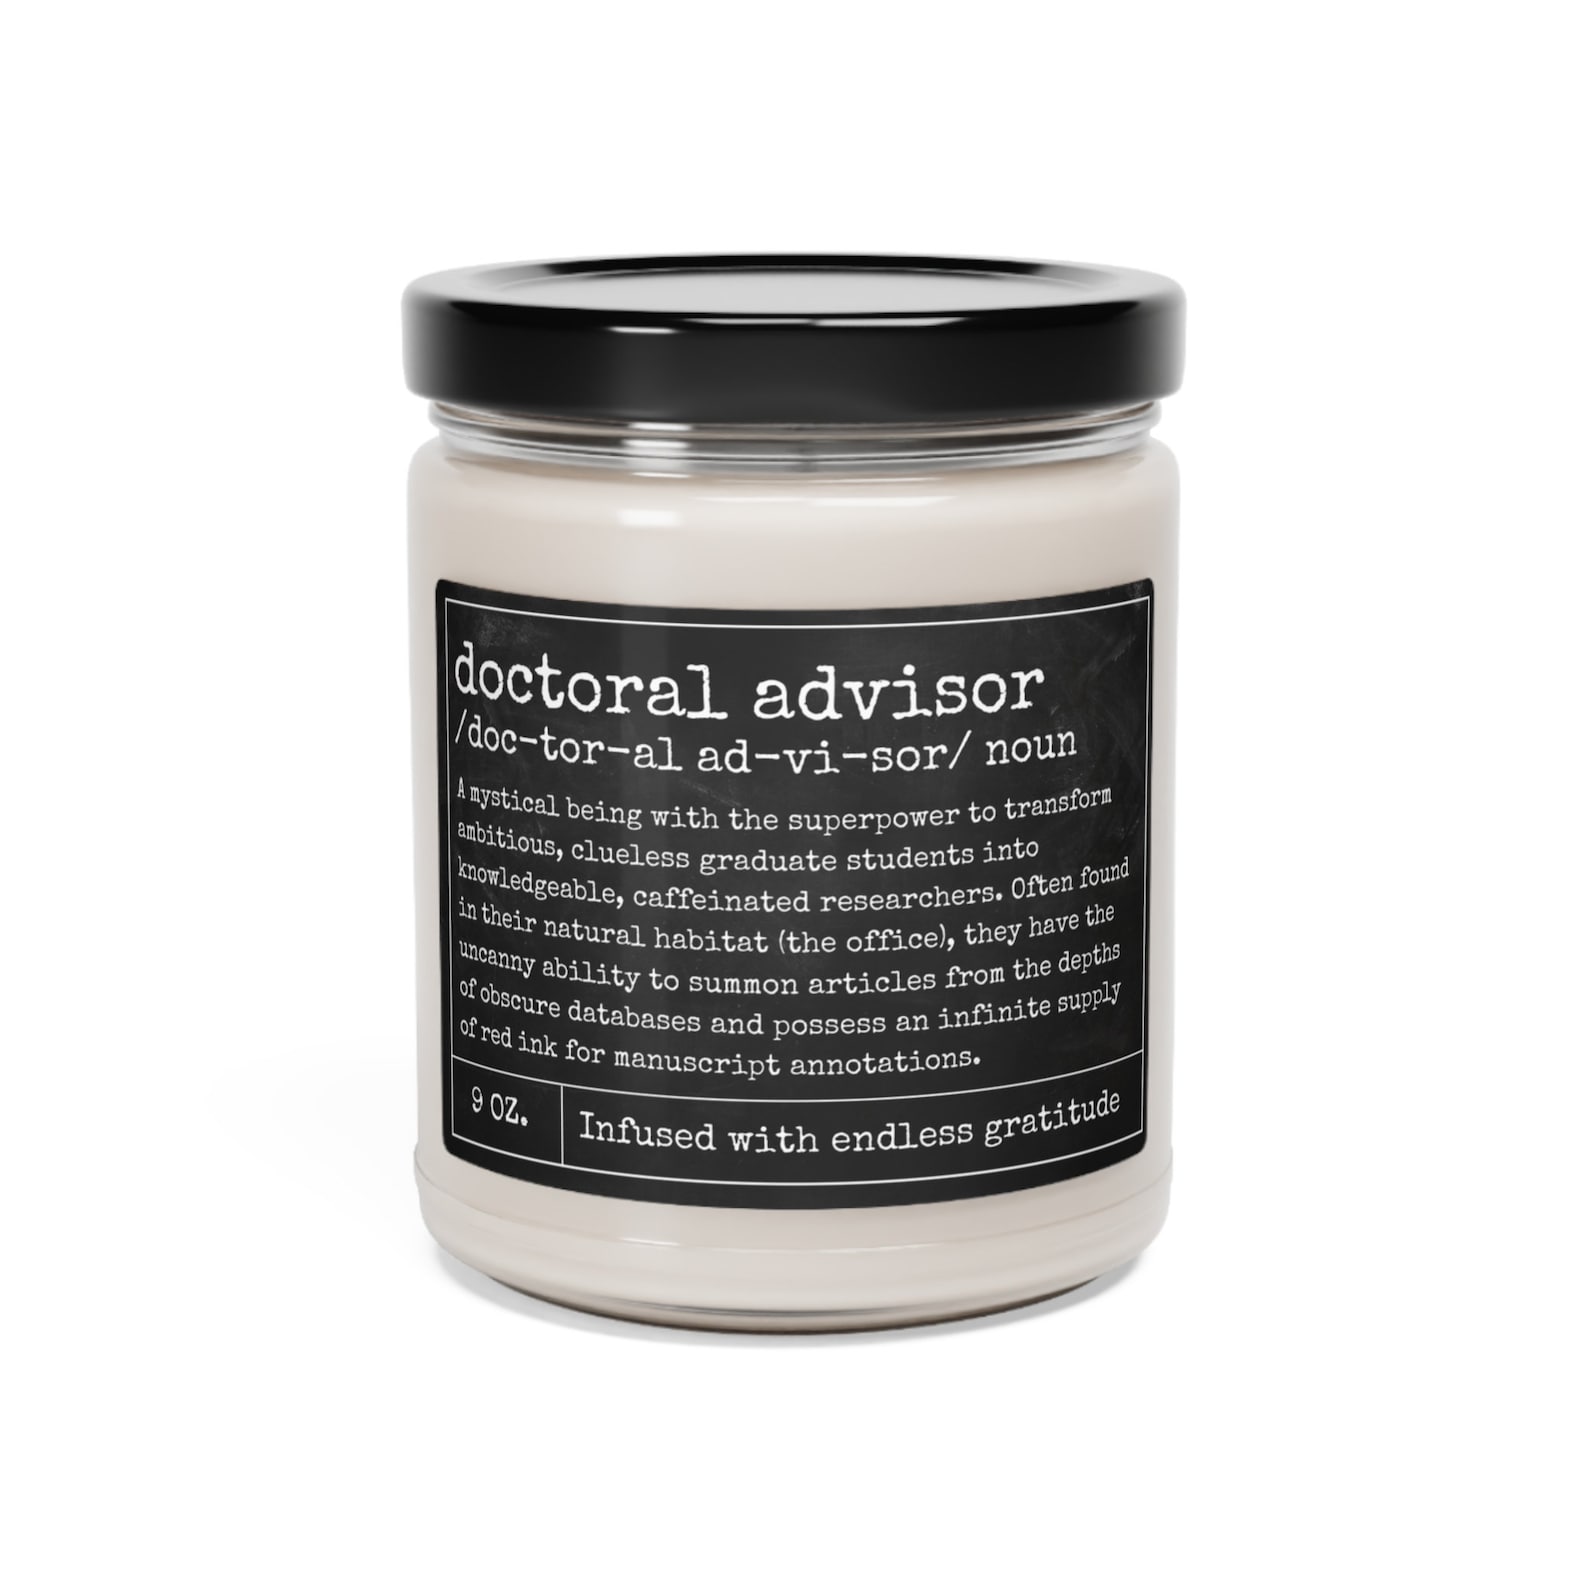 doctoral advisor
/doc-tor-al ad-vi-sor/ noun
A mystical being with the superpower to transform
ambitious, clueless graduate students into
knowledgeable, caffeinated researchers. Often found
in their natural habitat (the office), they have the
uncanny ability to summon articles from the depths
of obscure databases and possess an infinite supply
of red ink for manuscript annotations.
9 OZ.
Infused with endless gratitude